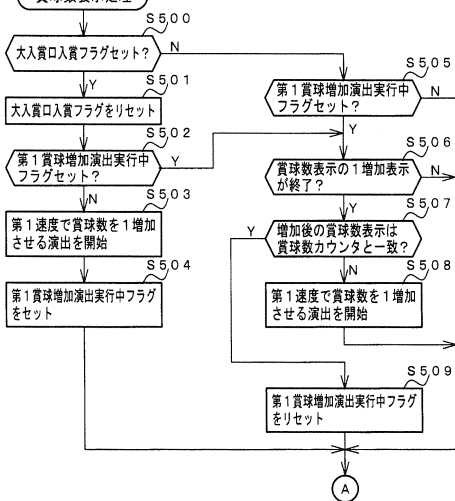 S500
大入賞口入賞フラグセット?
N
Y
S501
大入賞口入賞フラグをリセット
S502
第1賞球増加演出実行中
フラグセット?
Y
N
S503
第1速度で賞球数を1増加
させる演出を開始
S504
第1賞球増加演出実行中フラグ
をセット
S505
第1賞球増加演出実行中
フラグセット?
N
Y
S506
賞球数表示の1増加表示
が終了?
N
Y
S507
増加後の賞球数表示は
賞球数カウンタと一致?
Y
N
S508
第1速度で賞球数を1増加
させる演出を開始
S509
第1賞球増加演出実行中フラグ
をリセット
A